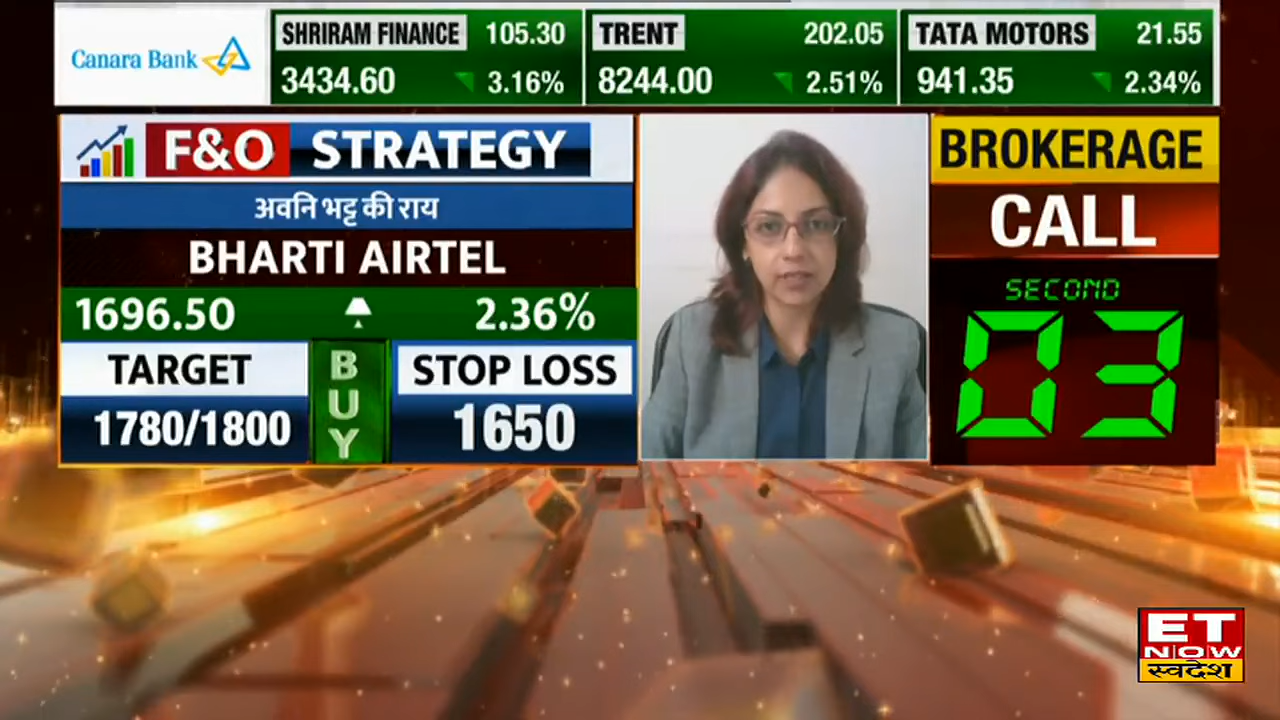 Canara Bank
SHRIRAM FINANCE 105.30
3434.60 3.16%
TRENT 202.05
8244.00 2.51%
TATA MOTORS 21.55
941.35 2.34%
F&O STRATEGY
अवनि भट्ट की राय
BHARTI AIRTEL
1696.50 2.36%
TARGET
1780/1800
BUY
STOP LOSS
1650
BROKERAGE
CALL
SECOND
03
ET
NOW
स्वदेश